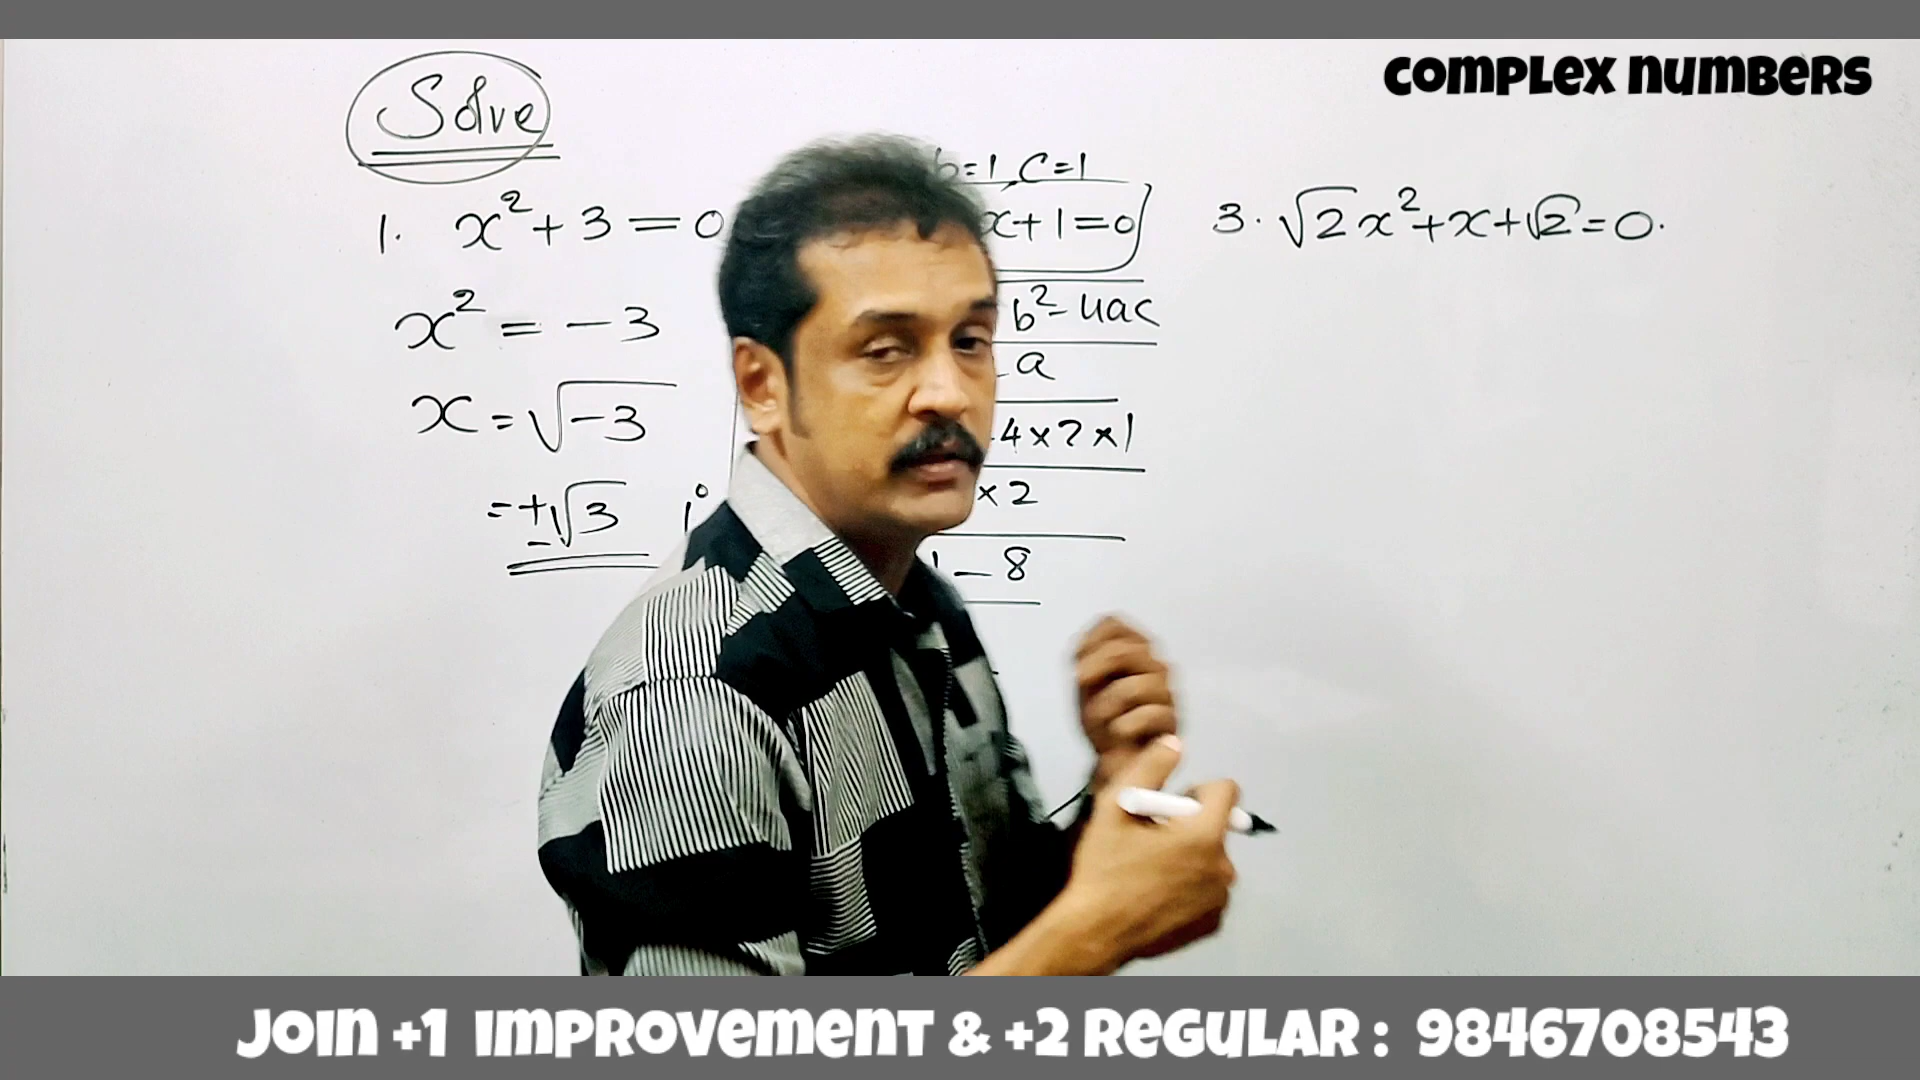 COMPLEX NUMBERS
Solve
1. x² + 3 = 0
x² = −3
x = √−3
= ±√3 i
b=1, c=1
x+1=0
b²−4ac
a
4×2×1
×2
1−8
3. √2x²+x+√2=0.
JOIN +1 IMPROVEMENT & +2 REGULAR : 9846708543